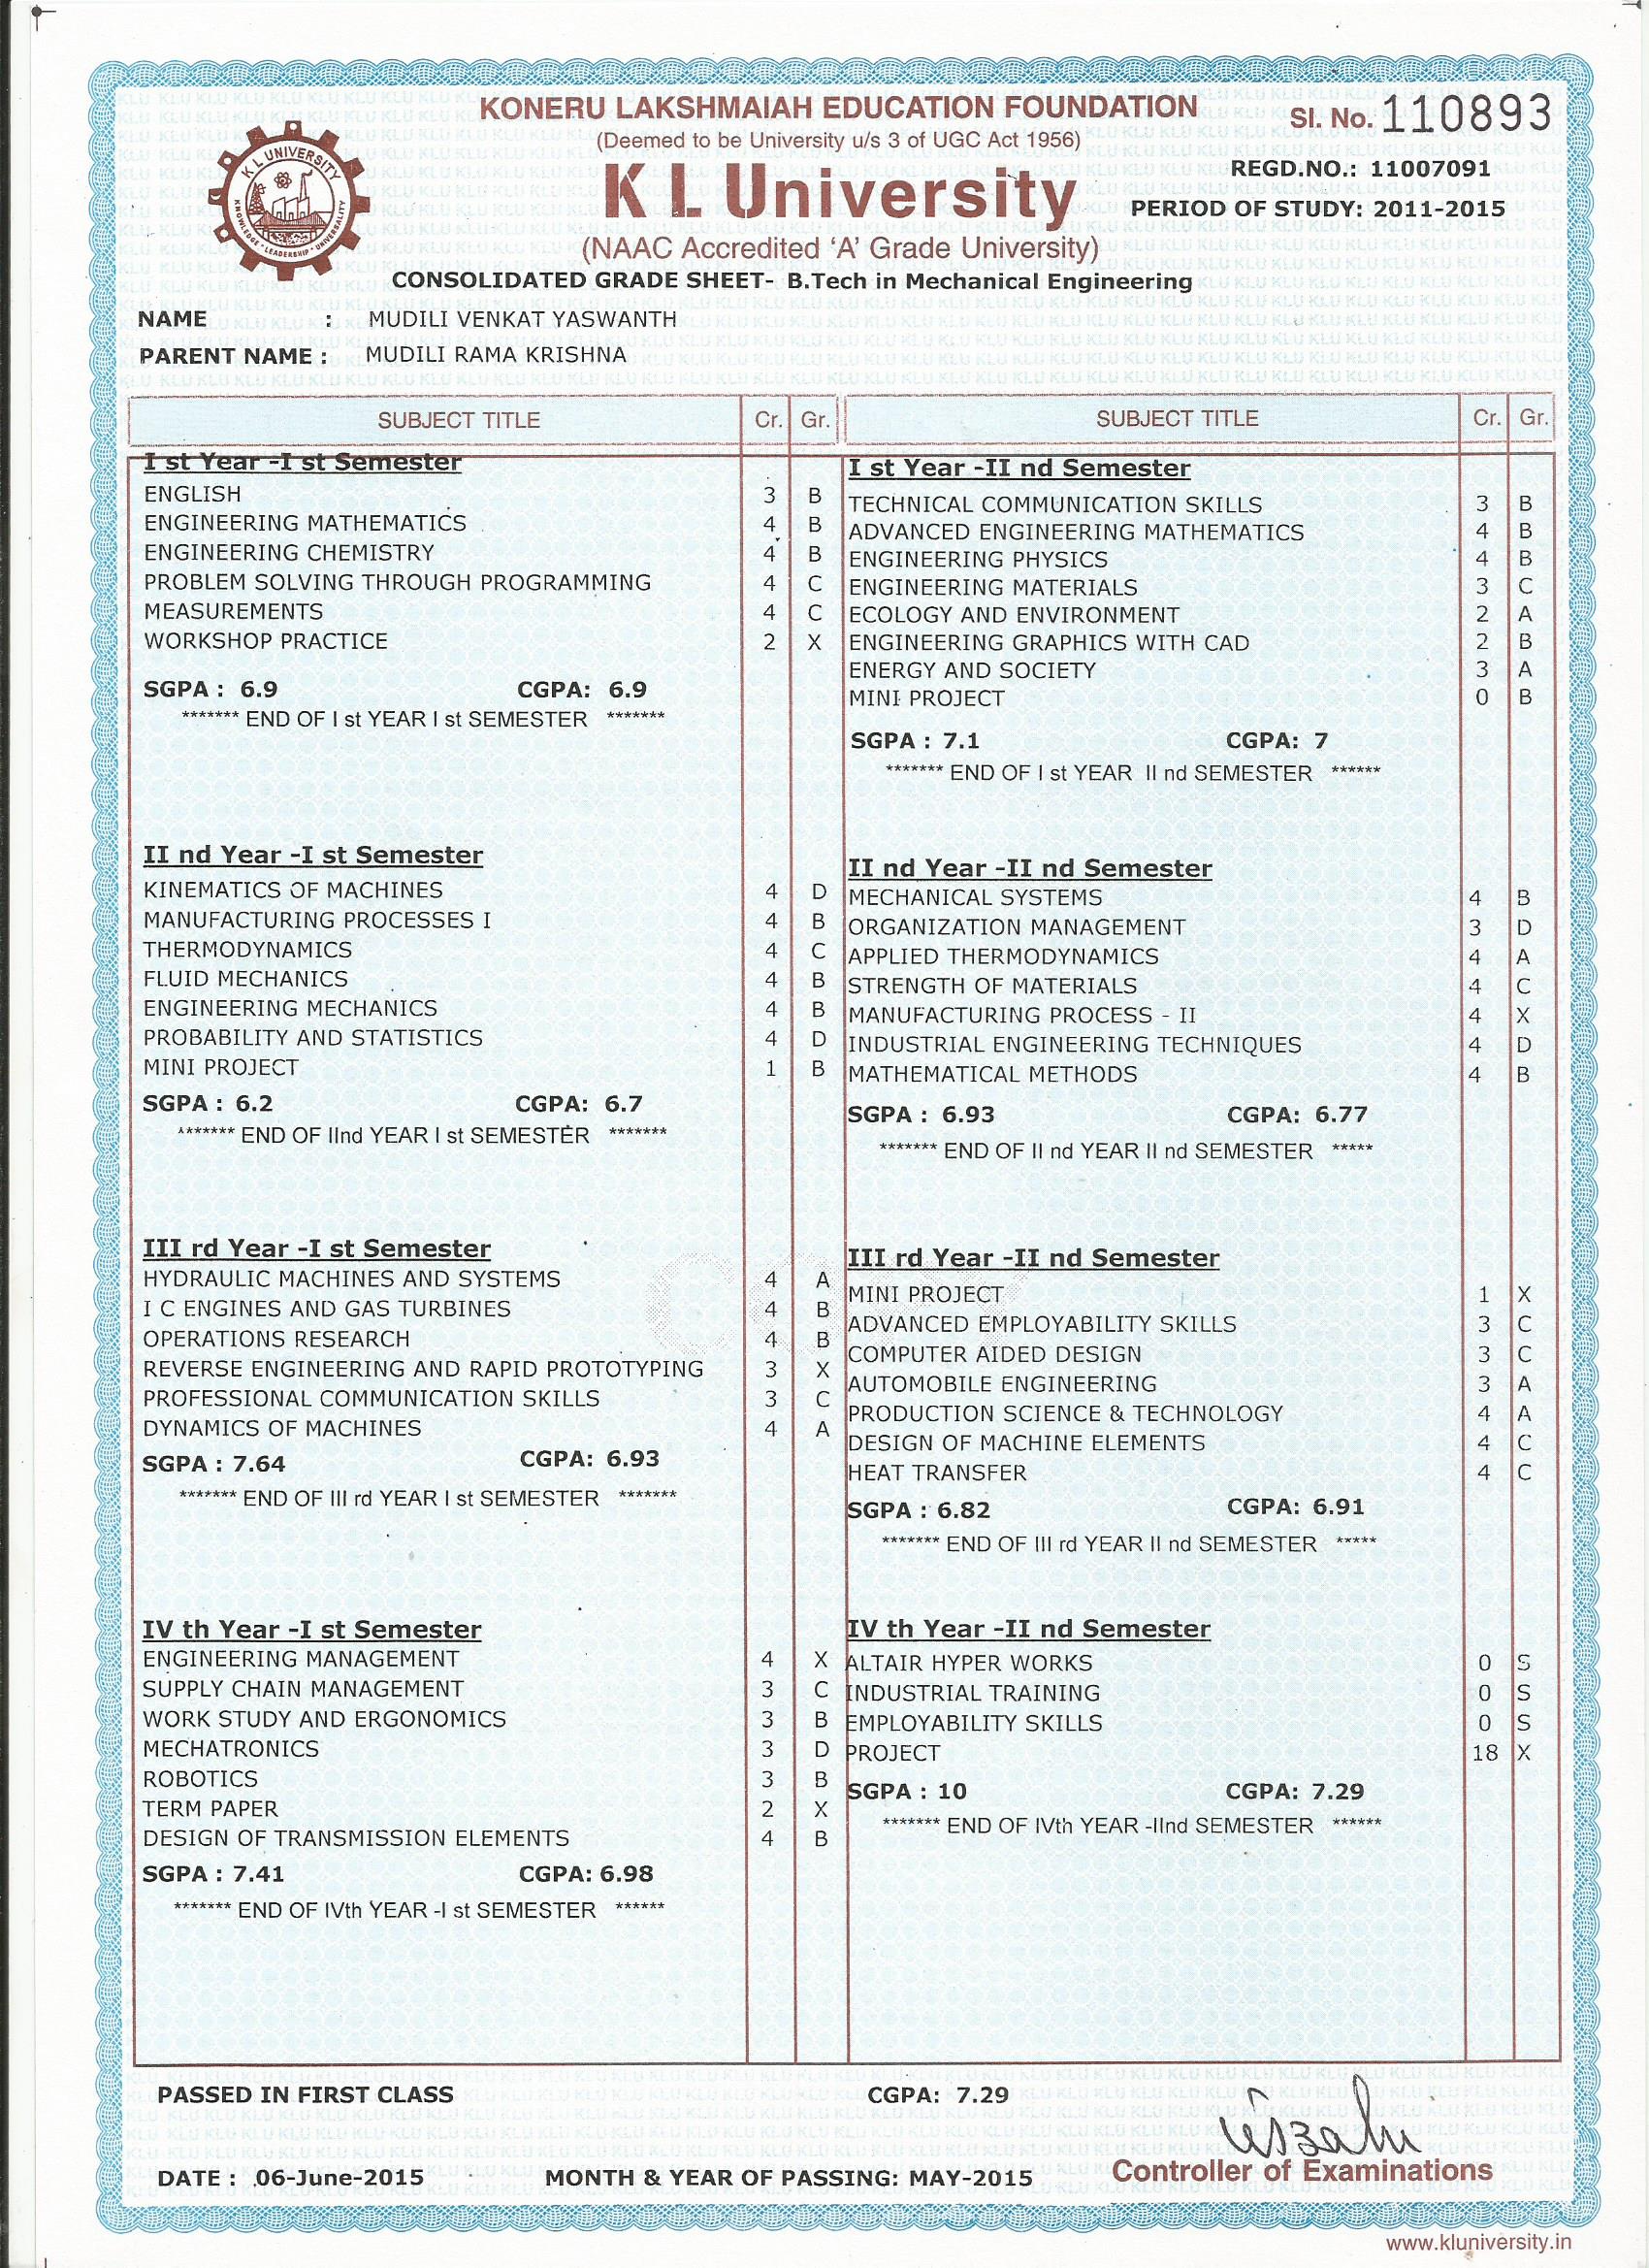 KONERU LAKSHMAIAH EDUCATION FOUNDATION
Sl. No. 110893
(Deemed to be University u/s 3 of UGC Act 1956)
K L UNIVERSITY
KNOWLEDGE · LEADERSHIP · UNIVERSALITY
K L University
REGD.NO.: 11007091
PERIOD OF STUDY: 2011-2015
(NAAC Accredited 'A' Grade University)
CONSOLIDATED GRADE SHEET- B.Tech in Mechanical Engineering
NAME : MUDILI VENKAT YASWANTH
PARENT NAME : MUDILI RAMA KRISHNA
SUBJECT TITLE Cr. Gr.
I st Year -I st Semester
ENGLISH 3 B
ENGINEERING MATHEMATICS 4 B
ENGINEERING CHEMISTRY 4 B
PROBLEM SOLVING THROUGH PROGRAMMING 4 C
MEASUREMENTS 4 C
WORKSHOP PRACTICE 2 X
SGPA : 6.9 CGPA: 6.9
******* END OF I st YEAR I st SEMESTER *******
II nd Year -I st Semester
KINEMATICS OF MACHINES 4 D
MANUFACTURING PROCESSES I 4 B
THERMODYNAMICS 4 C
FLUID MECHANICS 4 B
ENGINEERING MECHANICS 4 B
PROBABILITY AND STATISTICS 4 D
MINI PROJECT 1 B
SGPA : 6.2 CGPA: 6.7
******* END OF IInd YEAR I st SEMESTER *******
III rd Year -I st Semester
HYDRAULIC MACHINES AND SYSTEMS 4 A
I C ENGINES AND GAS TURBINES 4 B
OPERATIONS RESEARCH 4 B
REVERSE ENGINEERING AND RAPID PROTOTYPING 3 X
PROFESSIONAL COMMUNICATION SKILLS 3 C
DYNAMICS OF MACHINES 4 A
SGPA : 7.64 CGPA: 6.93
******* END OF III rd YEAR I st SEMESTER *******
IV th Year -I st Semester
ENGINEERING MANAGEMENT 4 X
SUPPLY CHAIN MANAGEMENT 3 C
WORK STUDY AND ERGONOMICS 3 B
MECHATRONICS 3 D
ROBOTICS 3 B
TERM PAPER 2 X
DESIGN OF TRANSMISSION ELEMENTS 4 B
SGPA : 7.41 CGPA: 6.98
******* END OF IVth YEAR -I st SEMESTER ******
SUBJECT TITLE Cr. Gr.
I st Year -II nd Semester
TECHNICAL COMMUNICATION SKILLS 3 B
ADVANCED ENGINEERING MATHEMATICS 4 B
ENGINEERING PHYSICS 4 B
ENGINEERING MATERIALS 3 C
ECOLOGY AND ENVIRONMENT 2 A
ENGINEERING GRAPHICS WITH CAD 2 B
ENERGY AND SOCIETY 3 A
MINI PROJECT 0 B
SGPA : 7.1 CGPA: 7
******* END OF I st YEAR II nd SEMESTER ******
II nd Year -II nd Semester
MECHANICAL SYSTEMS 4 B
ORGANIZATION MANAGEMENT 3 D
APPLIED THERMODYNAMICS 4 A
STRENGTH OF MATERIALS 4 C
MANUFACTURING PROCESS - II 4 X
INDUSTRIAL ENGINEERING TECHNIQUES 4 D
MATHEMATICAL METHODS 4 B
SGPA : 6.93 CGPA: 6.77
******* END OF II nd YEAR II nd SEMESTER *****
III rd Year -II nd Semester
MINI PROJECT 1 X
ADVANCED EMPLOYABILITY SKILLS 3 C
COMPUTER AIDED DESIGN 3 C
AUTOMOBILE ENGINEERING 3 A
PRODUCTION SCIENCE & TECHNOLOGY 4 A
DESIGN OF MACHINE ELEMENTS 4 C
HEAT TRANSFER 4 C
SGPA : 6.82 CGPA: 6.91
******* END OF III rd YEAR II nd SEMESTER *****
IV th Year -II nd Semester
ALTAIR HYPER WORKS 0 S
INDUSTRIAL TRAINING 0 S
EMPLOYABILITY SKILLS 0 S
PROJECT 18 X
SGPA : 10 CGPA: 7.29
******* END OF IVth YEAR -IInd SEMESTER ******
PASSED IN FIRST CLASS CGPA: 7.29
DATE : 06-June-2015 MONTH & YEAR OF PASSING: MAY-2015
Controller of Examinations
www.kluniversity.in